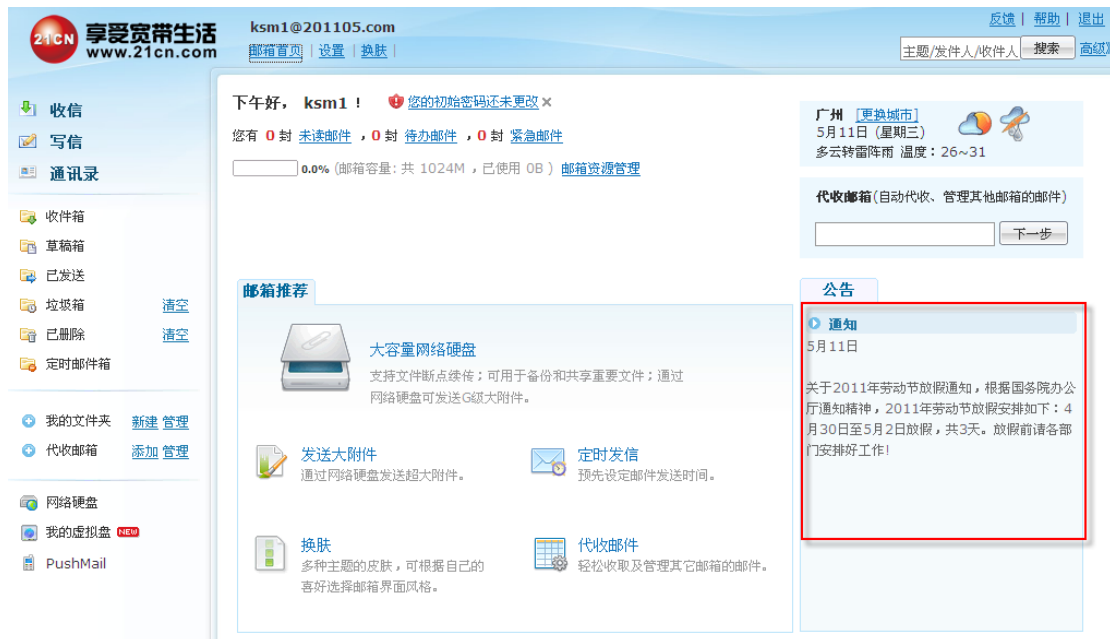 21CN 享受宽带生活
www.21cn.com
ksm1@201105.com
邮箱首页 | 设置 | 换肤 |
反馈 | 帮助 | 退出
主题/发件人/收件人 搜索 高级
收信
写信
通讯录
收件箱
草稿箱
已发送
垃圾箱 清空
已删除 清空
定时邮件箱
我的文件夹 新建 管理
代收邮箱 添加 管理
网络硬盘
我的虚拟盘 NEW
PushMail
下午好， ksm1！ 您的初始密码还未更改×
您有 0 封 未读邮件 ，0 封 待办邮件 ，0 封 紧急邮件
0.0% (邮箱容量: 共 1024M ，已使用 0B ) 邮箱资源管理
邮箱推荐
大容量网络硬盘
支持文件断点续传；可用于备份和共享重要文件；通过
网络硬盘可发送G级大附件。
发送大附件
通过网络硬盘发送超大附件。
定时发信
预先设定邮件发送时间。
换肤
多种主题的皮肤，可根据自己的
喜好选择邮箱界面风格。
代收邮件
轻松收取及管理其它邮箱的邮件。
广州 [更换城市]
5月11日 (星期三)
多云转雷阵雨 温度：26~31
代收邮箱(自动代收、管理其他邮箱的邮件)
下一步
公告
通知
5月11日
关于2011年劳动节放假通知，根据国务院办公
厅通知精神，2011年劳动节放假安排如下：4
月30日至5月2日放假，共3天。放假前请各部
门安排好工作!